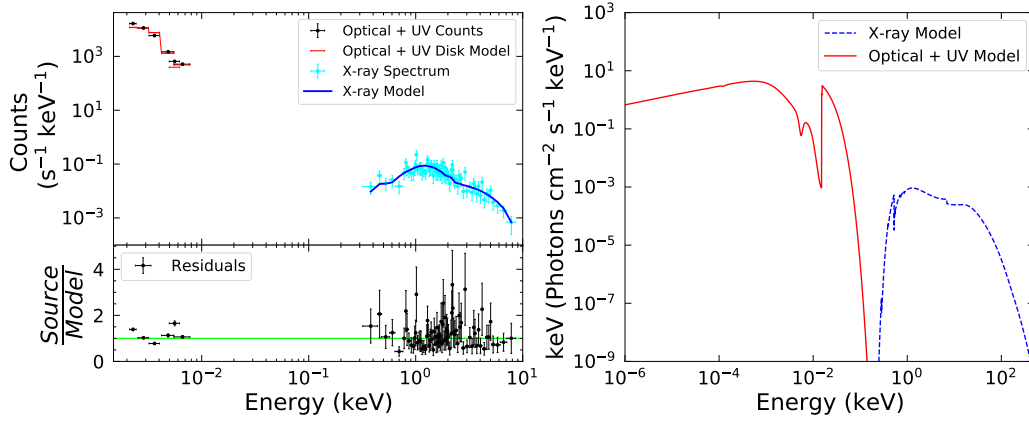 Counts
(s⁻¹ keV⁻¹)
10³
10¹
10⁻¹
10⁻³
Optical + UV Counts
Optical + UV Disk Model
X-ray Spectrum
X-ray Model
Source
Model
4
2
1
0
Residuals
10⁻² 10⁻¹ 10⁰ 10¹
Energy (keV)
keV (Photons cm⁻² s⁻¹ keV⁻¹)
10³
10¹
10⁻¹
10⁻³
10⁻⁵
10⁻⁷
10⁻⁹
X-ray Model
Optical + UV Model
10⁻⁶ 10⁻⁴ 10⁻² 10⁰ 10²
Energy (keV)